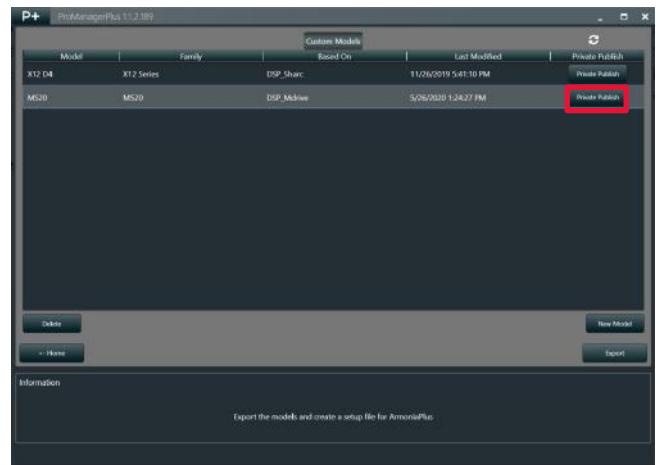 P+ ProManagerPlus 1.1.2.189
Custom Models
Model Family Based On Last Modified Private Publish
X12 D4 X12 Series DSP_Sharc 11/26/2019 5:41:10 PM Private Publish
MS20 MS20 DSP_Mdrive 5/26/2020 1:24:27 PM Private Publish
Delete New Model
← Home Export
Information
Export the models and create a setup file for ArmoniaPlus